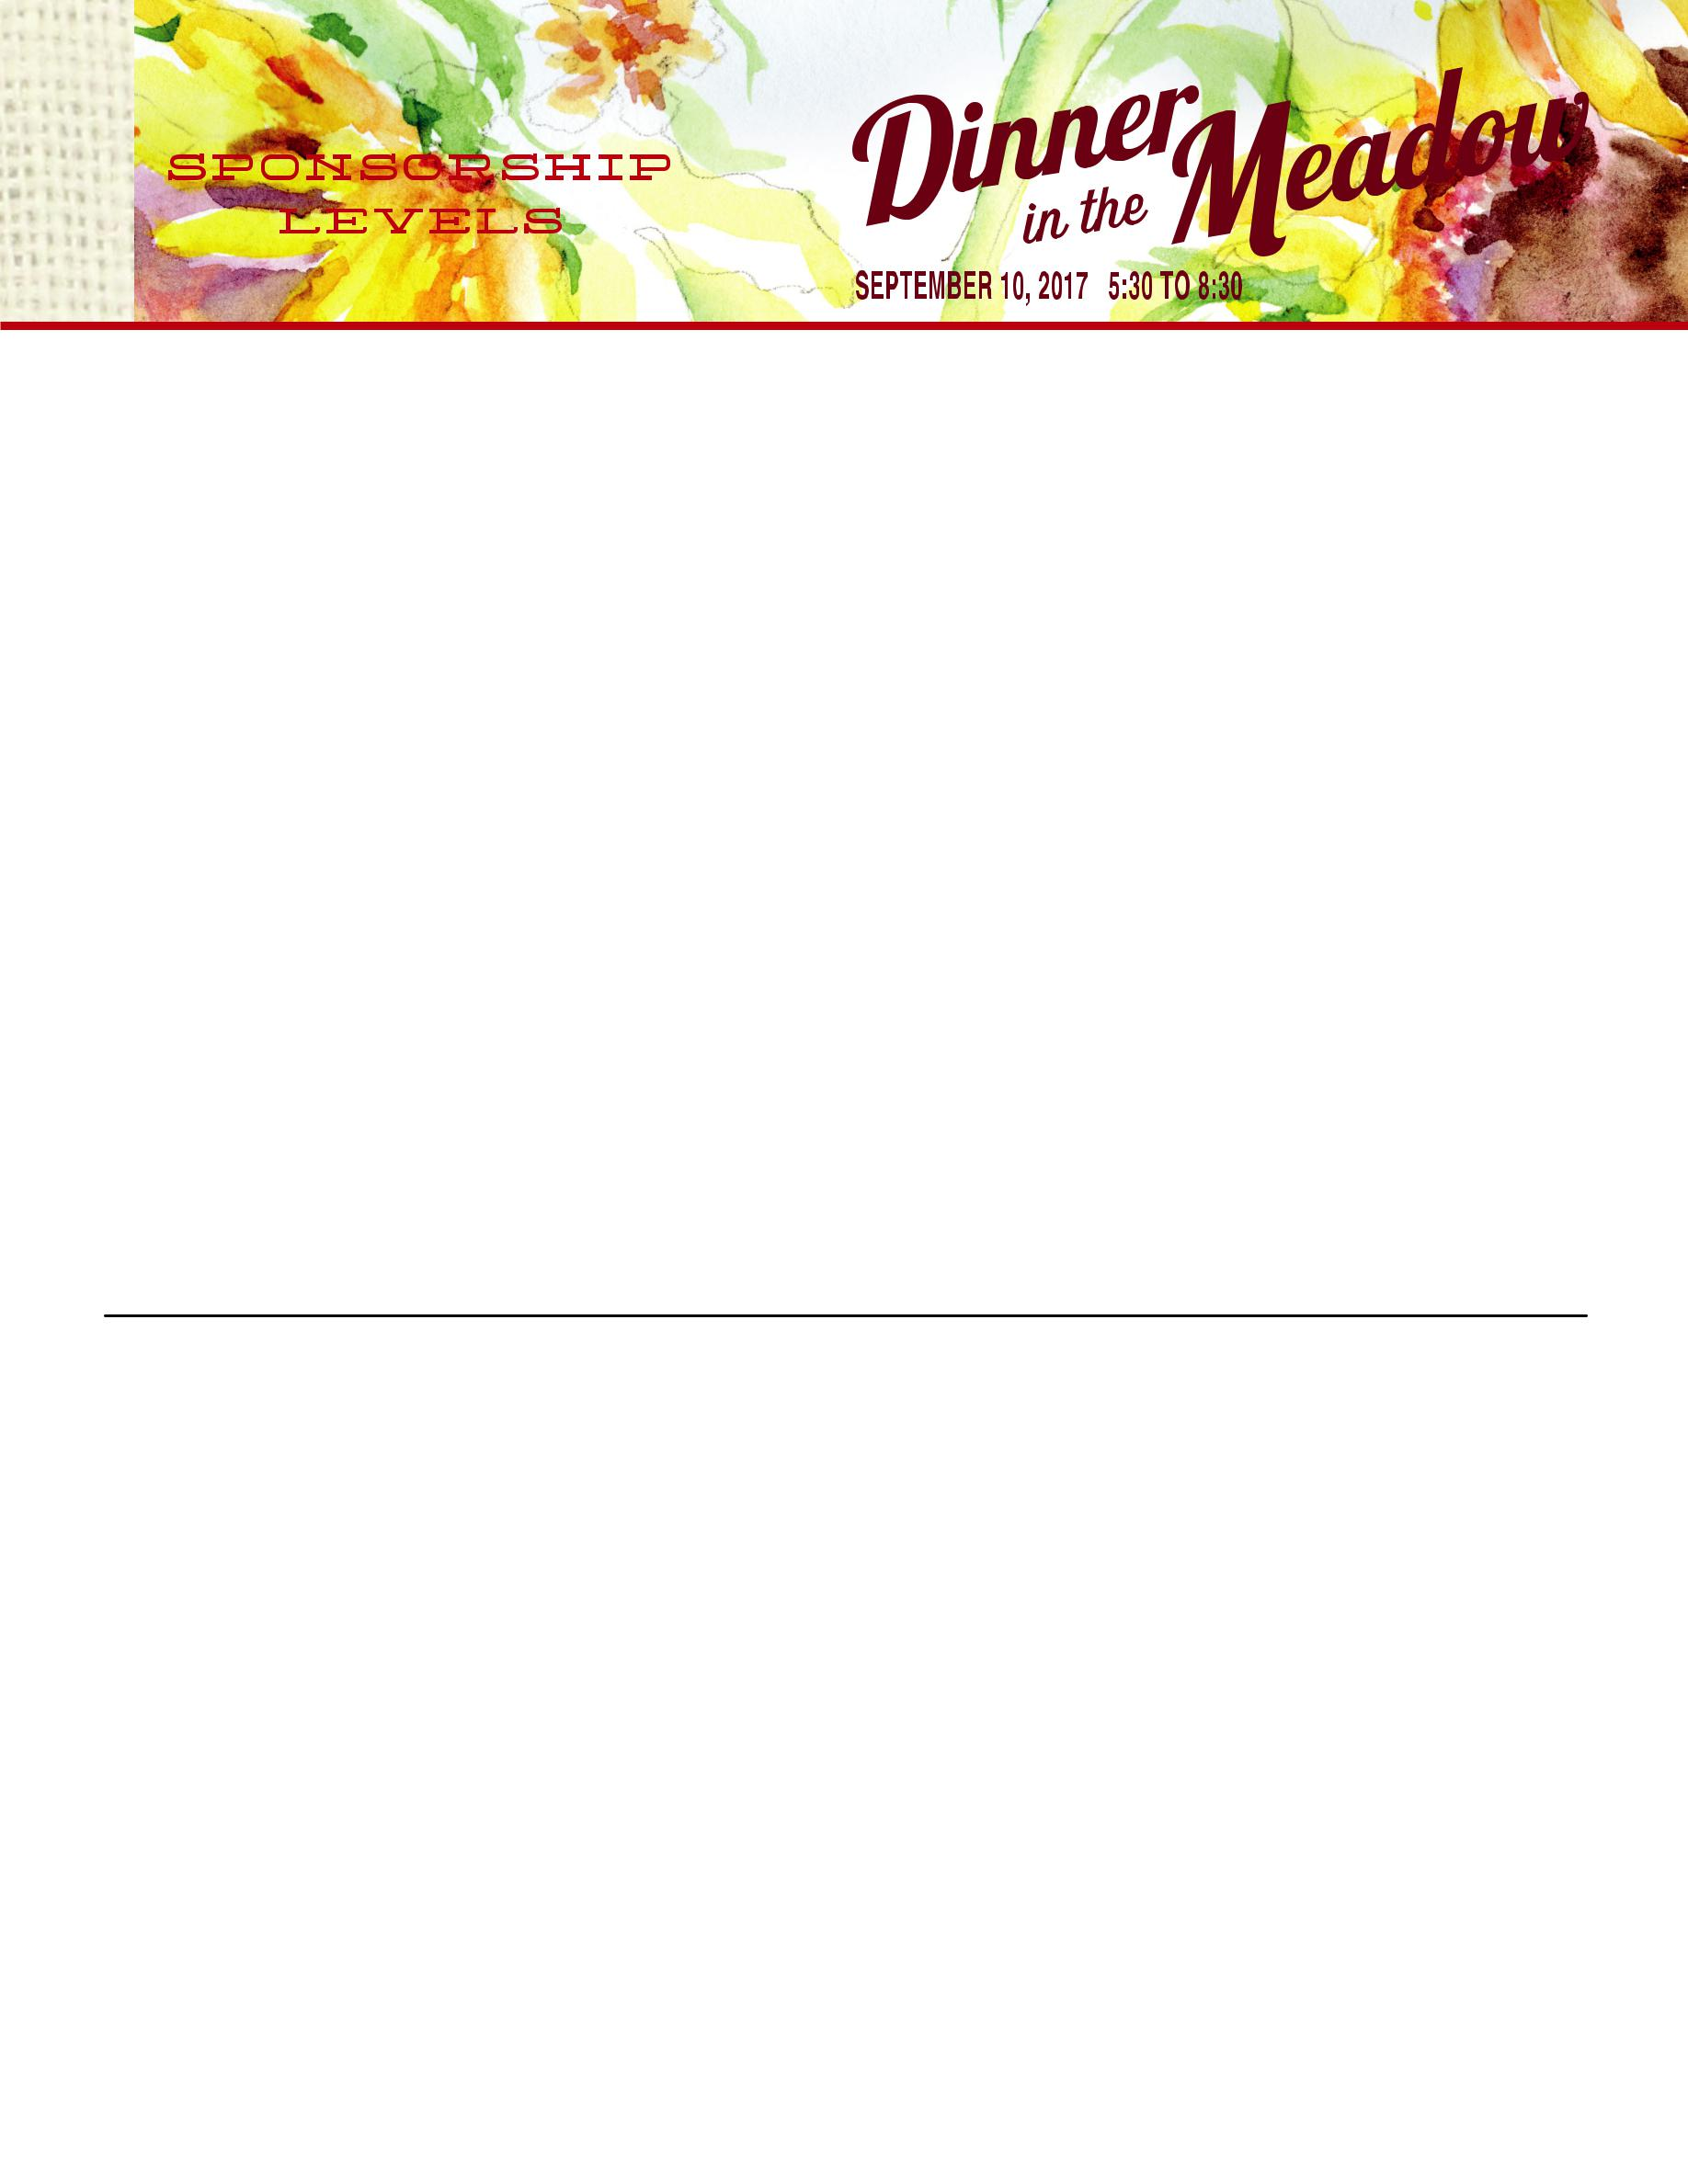 SPONSORSHIP
LEVELS
Dinner
in the Meadow
SEPTEMBER 10, 2017 5:30 TO 8:30